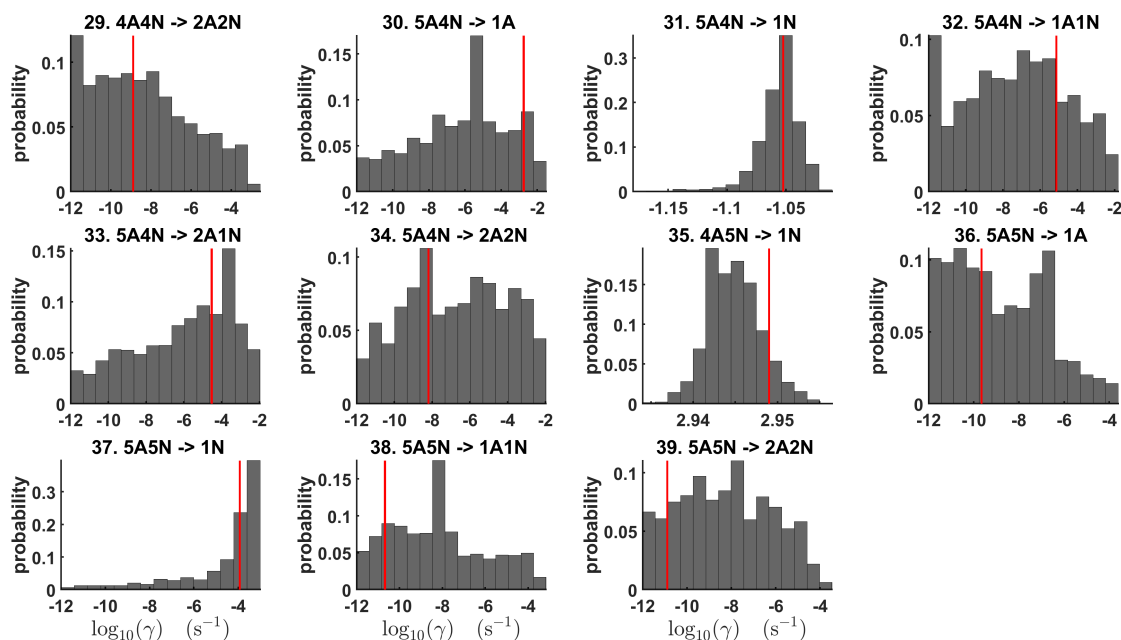 29. 4A4N -> 2A2N
probability
0.1
0.05
0
-12 -10 -8 -6 -4
30. 5A4N -> 1A
probability
0.15
0.1
0.05
0
-12 -10 -8 -6 -4 -2
31. 5A4N -> 1N
probability
0.3
0.2
0.1
0
-1.15 -1.1 -1.05
32. 5A4N -> 1A1N
probability
0.1
0.05
0
-12 -10 -8 -6 -4 -2
33. 5A4N -> 2A1N
probability
0.15
0.1
0.05
0
-12 -10 -8 -6 -4 -2
34. 5A4N -> 2A2N
probability
0.1
0.05
0
-12 -10 -8 -6 -4 -2
35. 4A5N -> 1N
probability
0.15
0.1
0.05
0
2.94 2.95
36. 5A5N -> 1A
probability
0.1
0.05
0
-12 -10 -8 -6 -4
37. 5A5N -> 1N
probability
0.3
0.2
0.1
0
-12 -10 -8 -6 -4
log₁₀(γ) (s⁻¹)
38. 5A5N -> 1A1N
probability
0.15
0.1
0.05
0
-12 -10 -8 -6 -4
log₁₀(γ) (s⁻¹)
39. 5A5N -> 2A2N
probability
0.1
0.05
0
-12 -10 -8 -6 -4
log₁₀(γ) (s⁻¹)